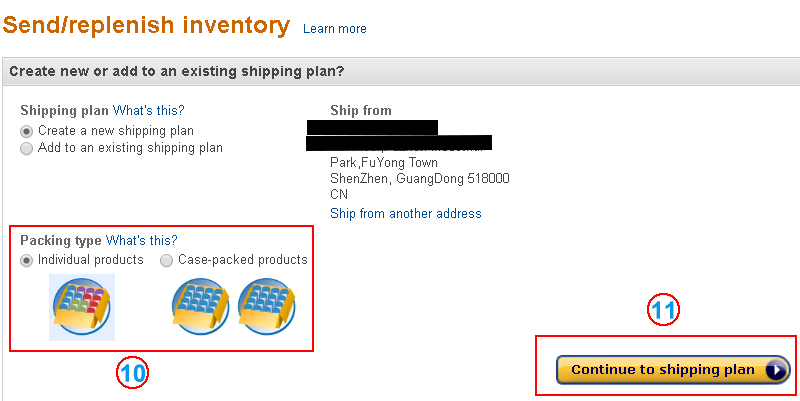 Send/replenish inventory Learn more
Create new or add to an existing shipping plan?
Shipping plan What's this?
Create a new shipping plan
Add to an existing shipping plan
Ship from
Park,FuYong Town
ShenZhen, GuangDong 518000
CN
Ship from another address
Packing type What's this?
Individual products
Case-packed products
10
11
Continue to shipping plan